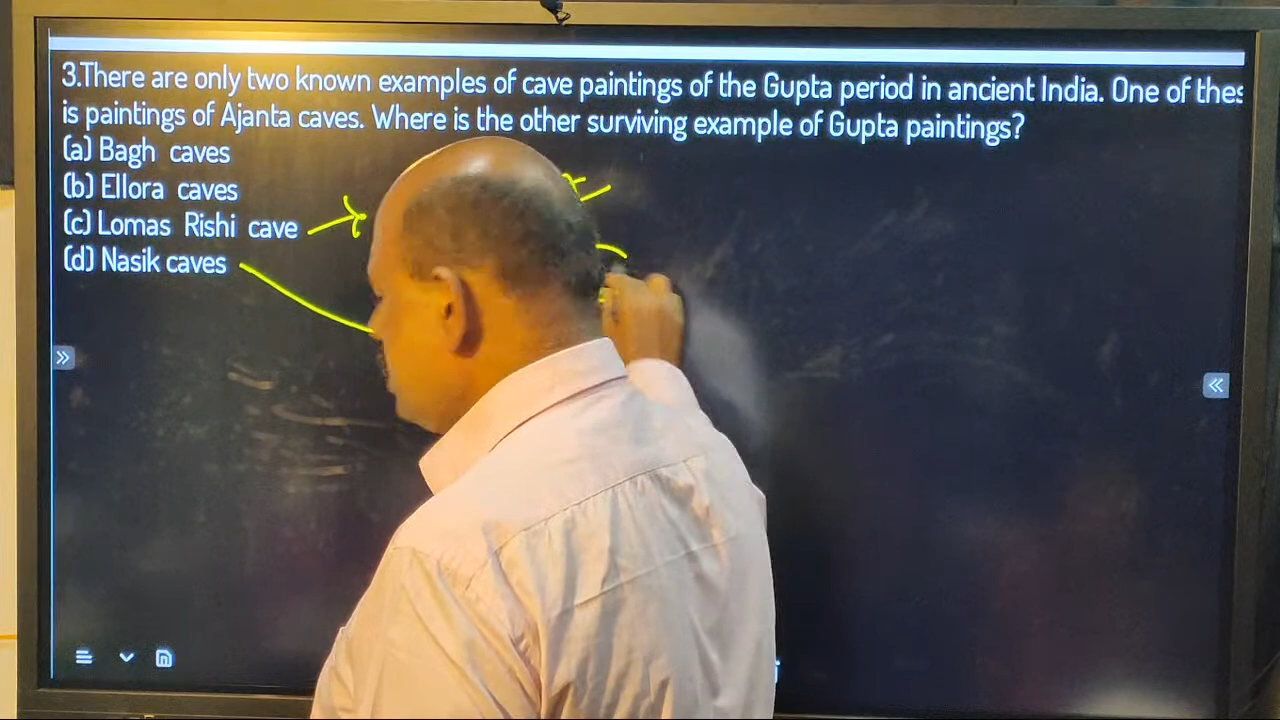 3.There are only two known examples of cave paintings of the Gupta period in ancient India. One of thes
is paintings of Ajanta caves. Where is the other surviving example of Gupta paintings?
(a) Bagh caves
(b) Ellora caves
(c) Lomas Rishi cave
(d) Nasik caves